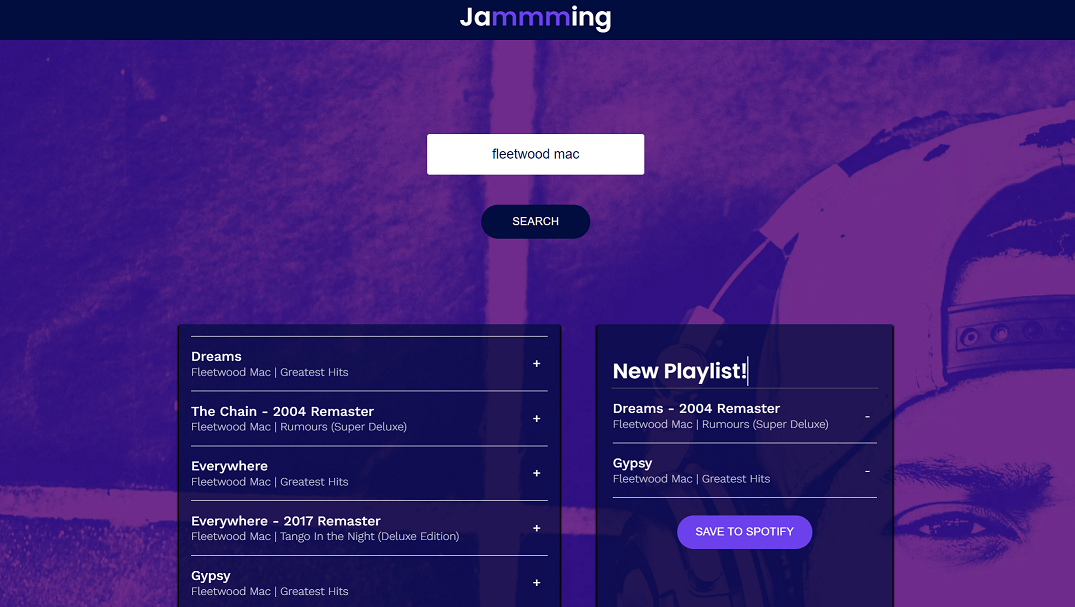 Jammming
fleetwood mac
SEARCH
Dreams
Fleetwood Mac | Greatest Hits
+
The Chain - 2004 Remaster
Fleetwood Mac | Rumours (Super Deluxe)
+
Everywhere
Fleetwood Mac | Greatest Hits
+
Everywhere - 2017 Remaster
Fleetwood Mac | Tango In the Night (Deluxe Edition)
+
Gypsy
Fleetwood Mac | Greatest Hits
+
New Playlist!
Dreams - 2004 Remaster
Fleetwood Mac | Rumours (Super Deluxe)
-
Gypsy
Fleetwood Mac | Greatest Hits
-
SAVE TO SPOTIFY